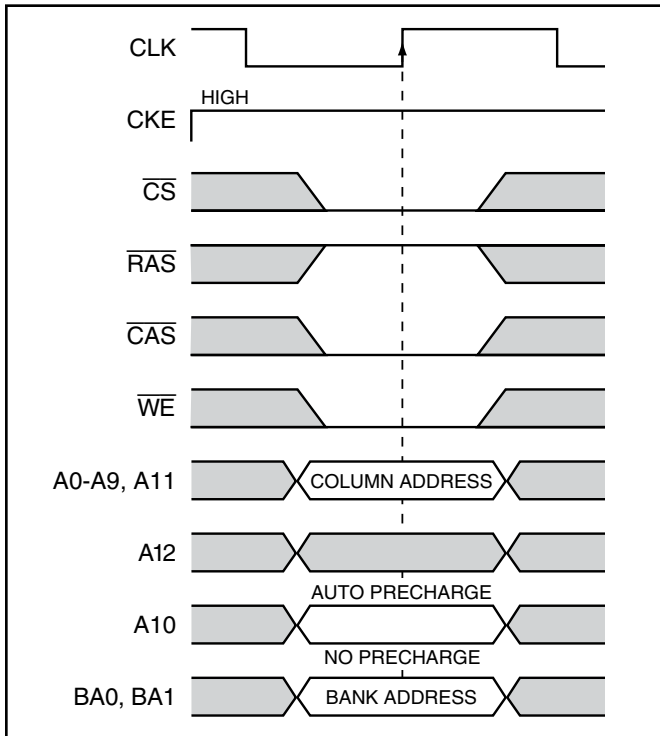 CLK
HIGH
CKE
CS
RAS
CAS
WE
A0-A9, A11 COLUMN ADDRESS
A12
AUTO PRECHARGE
A10
NO PRECHARGE
BA0, BA1 BANK ADDRESS